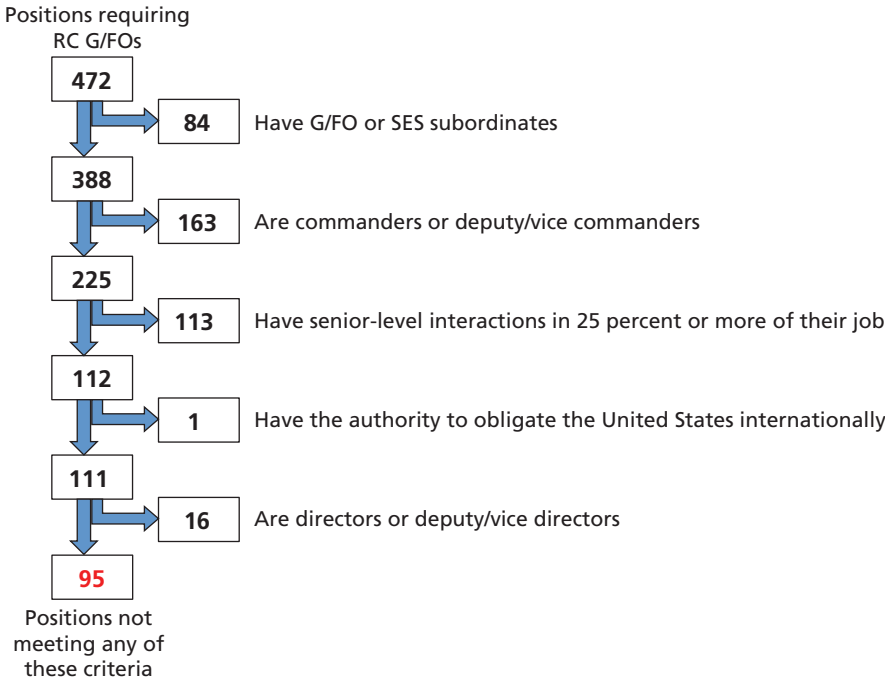 Positions requiring
RC G/FOs
472
84
Have G/FO or SES subordinates
388
163
Are commanders or deputy/vice commanders
225
113
Have senior-level interactions in 25 percent or more of their job
112
1
Have the authority to obligate the United States internationally
111
16
Are directors or deputy/vice directors
95
Positions not
meeting any of
these criteria